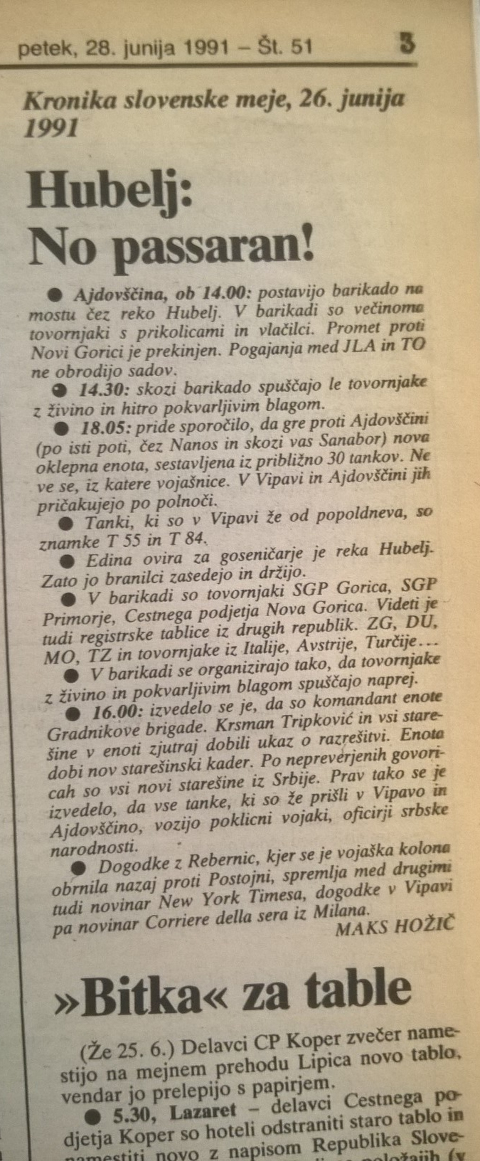 petek, 28. junija 1991 – Št. 51 3
Kronika slovenske meje, 26. junija
1991
Hubelj:
No passaran!
● Ajdovščina, ob 14.00: postavijo barikado na
mostu čez reko Hubelj. V barikadi so večinoma
tovornjaki s prikolicami in vlačilci. Promet proti
Novi Gorici je prekinjen. Pogajanja med JLA in TO
ne obrodijo sadov.
● 14.30: skozi barikado spuščajo le tovornjake
z živino in hitro pokvarljivim blagom.
● 18.05: pride sporočilo, da gre proti Ajdovščini
(po isti poti, čez Nanos in skozi vas Sanabor) nova
oklepna enota, sestavljena iz približno 30 tankov. Ne
ve se, iz katere vojašnice. V Vipavi in Ajdovščini jih
pričakujejo po polnoči.
● Tanki, ki so v Vipavi že od popoldneva, so
znamke T 55 in T 84.
● Edina ovira za goseničarje je reka Hubelj.
Zato jo branilci zasedejo in držijo.
● V barikadi so tovornjaki SGP Gorica, SGP
Primorje, Cestnega podjetja Nova Gorica. Videti je
tudi registrske tablice iz drugih republik. ZG, DU,
MO, TZ in tovornjake iz Italije, Avstrije, Turčije...
● V barikadi se organizirajo tako, da tovornjake
z živino in pokvarljivim blagom spuščajo naprej.
● 16.00: izvedelo se je, da so komandant enote
Gradnikove brigade. Krsman Tripković in vsi stare-
šine v enoti zjutraj dobili ukaz o razrešitvi. Enota
dobi nov starešinski kader. Po nepreverjenih govori-
cah so vsi novi starešine iz Srbije. Prav tako se je
izvedelo, da vse tanke, ki so že prišli v Vipavo in
Ajdovščino, vozijo poklicni vojaki, oficirji srbske
narodnosti.
● Dogodke z Rebernic, kjer se je vojaška kolona
obrnila nazaj proti Postojni, spremlja med drugimi
tudi novinar New York Timesa, dogodke v Vipavi
pa novinar Corriere della sera iz Milana.
MAKS HOŽIČ
»Bitka« za table
(Že 25. 6.) Delavci CP Koper zvečer name-
stijo na mejnem prehodu Lipica novo tablo,
vendar jo prelepijo s papirjem.
● 5.30, Lazaret – delavci Cestnega po-
djetja Koper so hoteli odstraniti staro tablo in
namestiti novo z napisom Republika Slove-